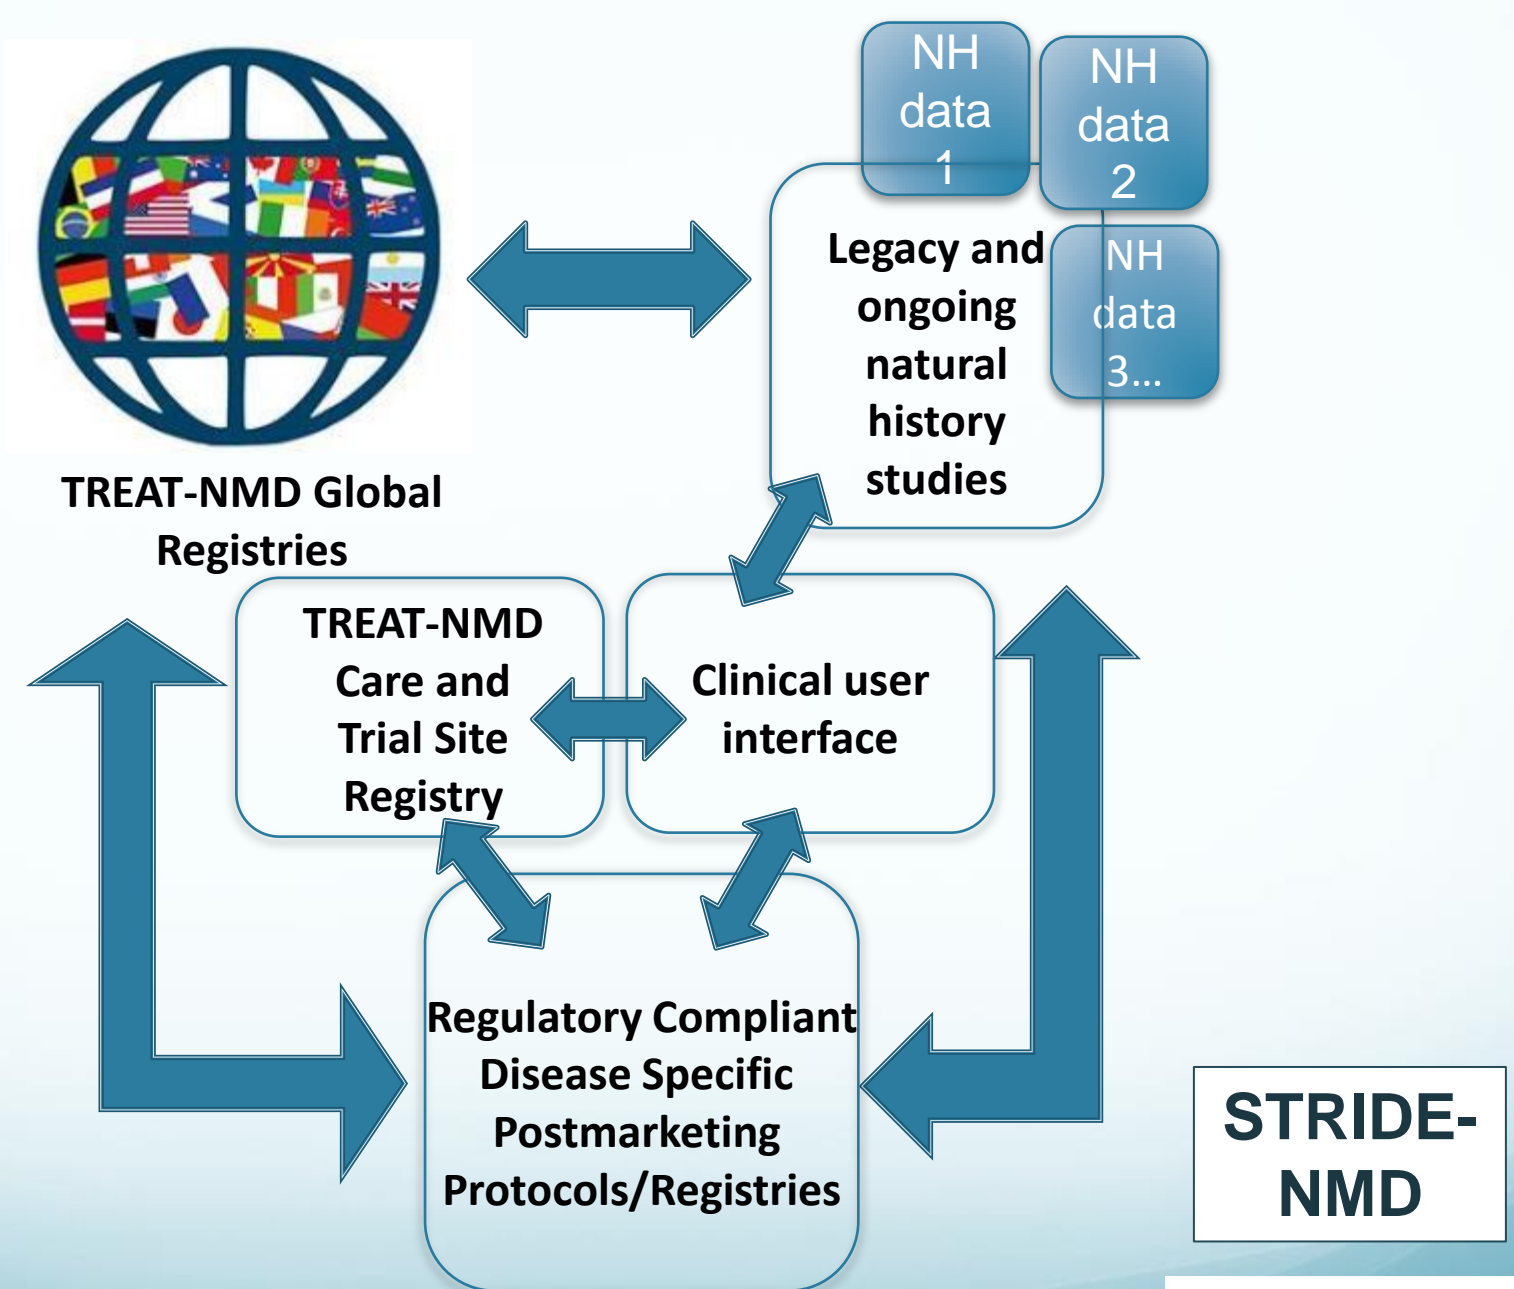 NH
data
1
NH
data
2
NH
data
3...
Legacy and
ongoing
natural
history
studies
TREAT-NMD Global
Registries
TREAT-NMD
Care and
Trial Site
Registry
Clinical user
interface
Regulatory Compliant
Disease Specific
Postmarketing
Protocols/Registries
STRIDE-
NMD